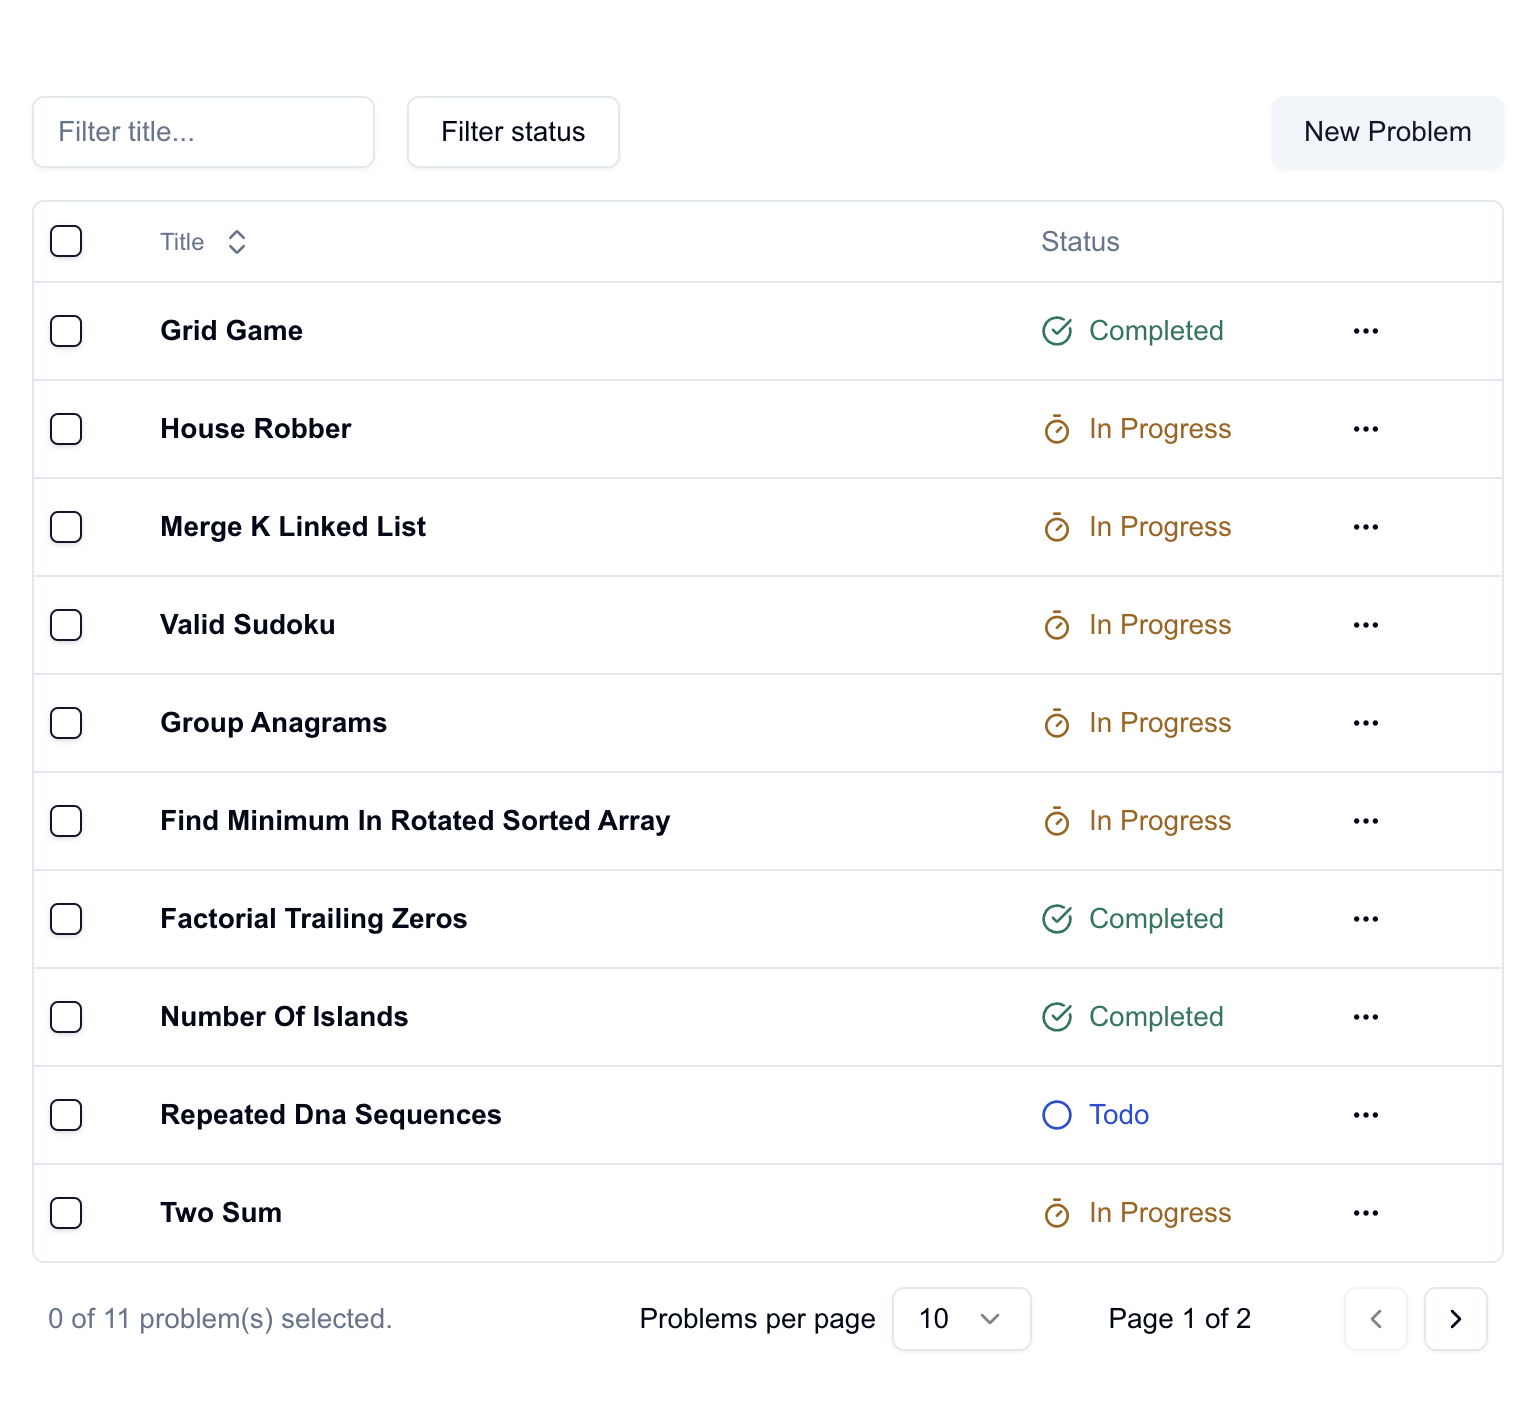 Filter title...
Filter status
New Problem
Title
Status
Grid Game
Completed
House Robber
In Progress
Merge K Linked List
In Progress
Valid Sudoku
In Progress
Group Anagrams
In Progress
Find Minimum In Rotated Sorted Array
In Progress
Factorial Trailing Zeros
Completed
Number Of Islands
Completed
Repeated Dna Sequences
Todo
Two Sum
In Progress
0 of 11 problem(s) selected.
Problems per page
10
Page 1 of 2